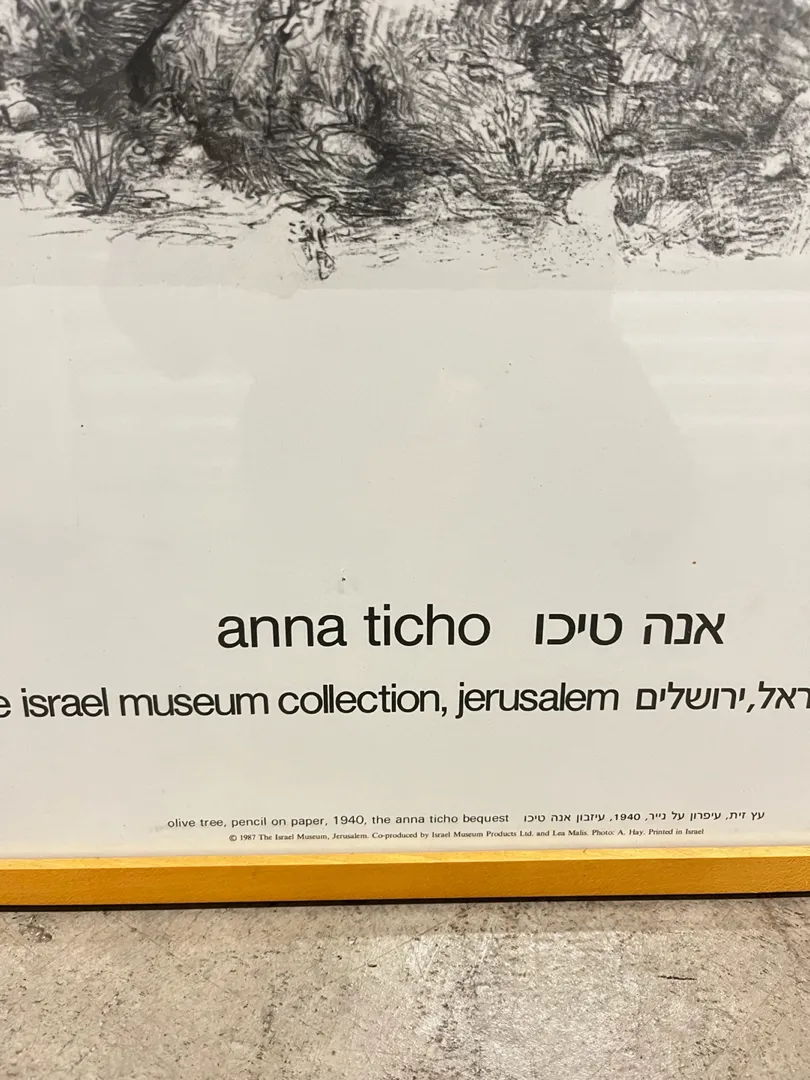 anna ticho אנה טיכו
israel museum collection, jerusalem ירושלים,
olive tree, pencil on paper, 1940, the anna ticho bequest עץ זית, עיפרון על נייר, 1940, עיזבון אנה טיכו
© 1987 The Israel Museum, Jerusalem. Co-produced by Israel Museum Products Ltd. and Lea Malis. Photo: A. Hay. Printed in Israel